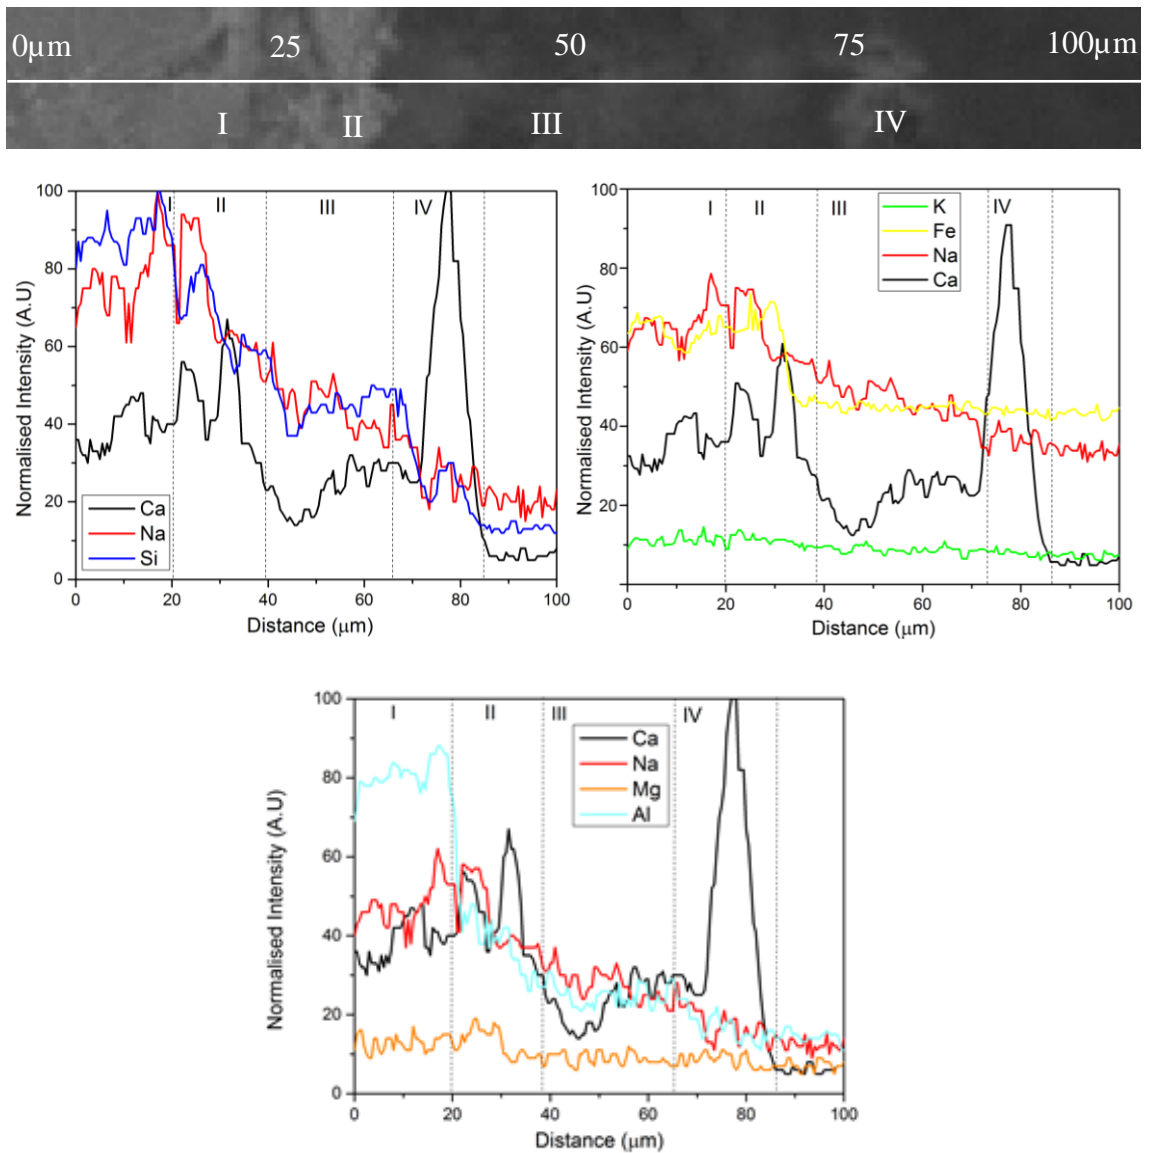 0µm 25 50 75 100µm
I II III IV
100
80
60
40
20
0
Normalised Intensity (A.U)
I II III IV
Ca
Na
Si
0 20 40 60 80 100
Distance (µm)
100
80
60
40
20
Normalised Intensity (A.U)
I II III IV
K
Fe
Na
Ca
0 20 40 60 80 100
Distance (µm)
100
80
60
40
20
0
Normalised Intensity (A.U)
I II III IV
Ca
Na
Mg
Al
0 20 40 60 80 100
Distance (µm)